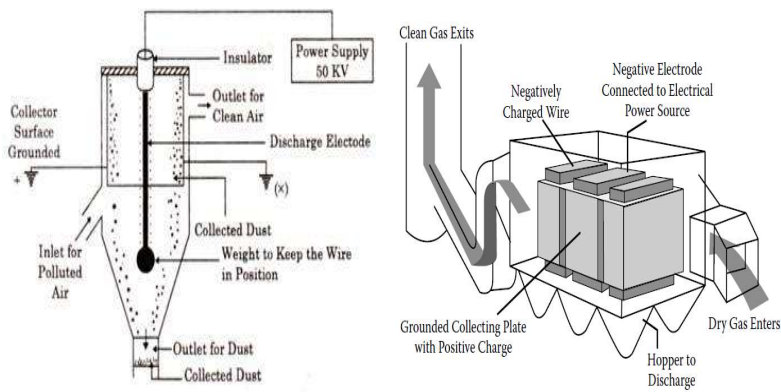 Insulator
Power Supply
50 KV
Outlet for
Clean Air
Collector
Surface
Grounded
Discharge Electode
+
(×)
Collected Dust
Inlet for
Polluted
Air
Weight to Keep the Wire
in Position
Outlet for Dust
Collected Dust
Clean Gas Exits
Negatively
Charged Wire
Negative Electrode
Connected to Electrical
Power Source
Grounded Collecting Plate
with Positive Charge
Dry Gas Enters
Hopper to
Discharge